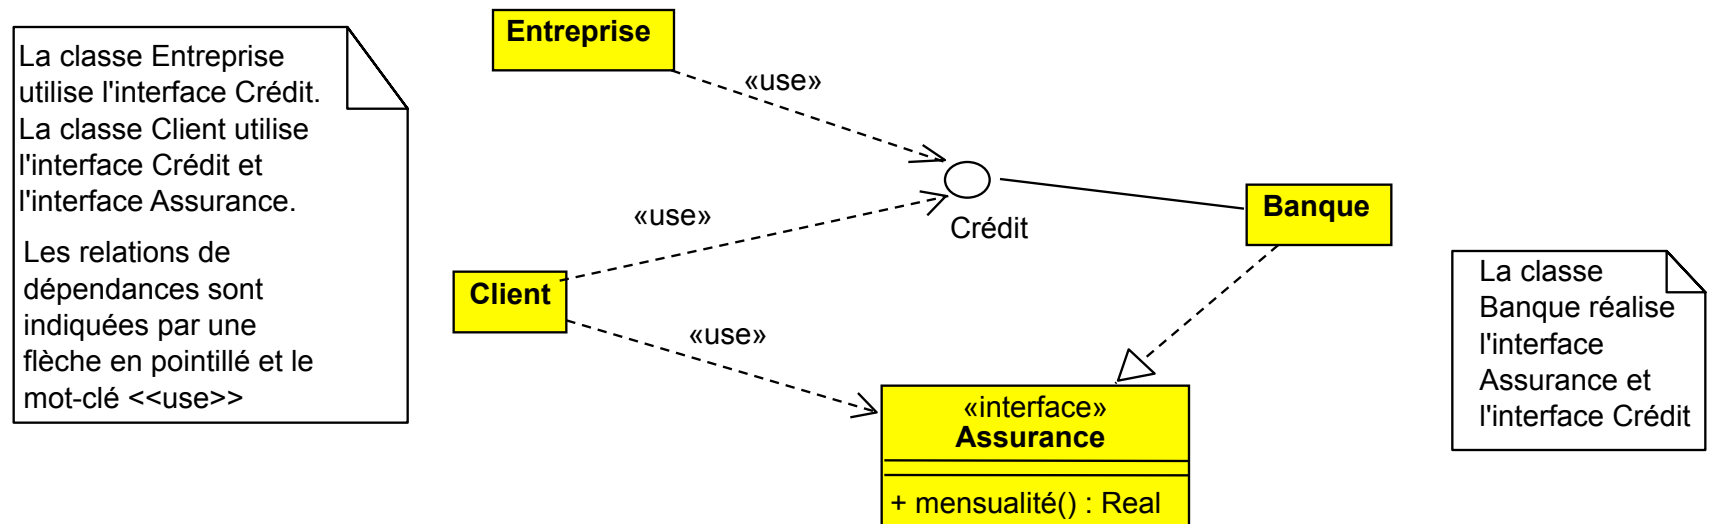 La classe Entreprise
utilise l'interface Crédit.
La classe Client utilise
l'interface Crédit et
l'interface Assurance.
Les relations de
dépendances sont
indiquées par une
flèche en pointillé et le
mot-clé <<use>>
Entreprise
«use»
«use»
Crédit
Banque
Client
«use»
«interface»
Assurance
+ mensualité() : Real
La classe
Banque réalise
l'interface
Assurance et
l'interface Crédit